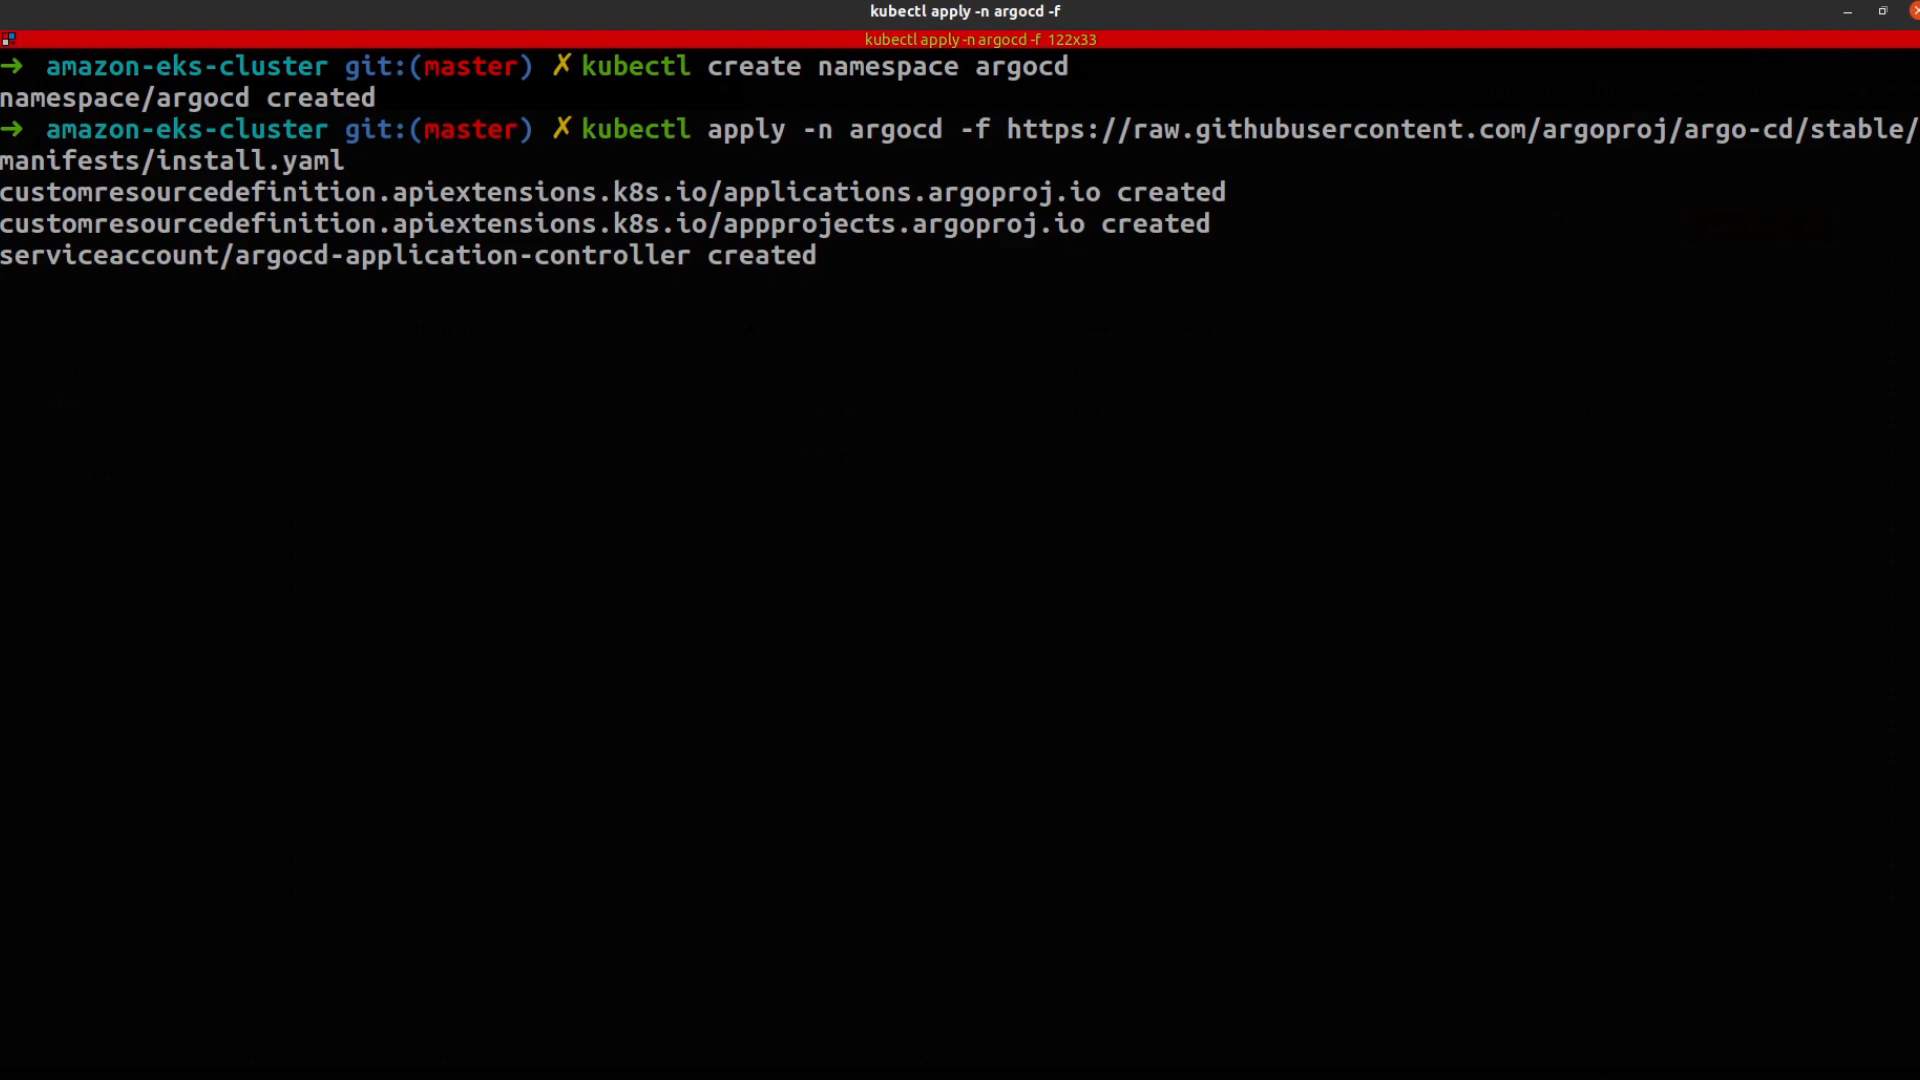 kubectl apply -n argocd -f
kubectl apply -n argocd -f 122x33
➜ amazon-eks-cluster git:(master) ✗ kubectl create namespace argocd
namespace/argocd created
➜ amazon-eks-cluster git:(master) ✗ kubectl apply -n argocd -f https://raw.githubusercontent.com/argoproj/argo-cd/stable/
manifests/install.yaml
customresourcedefinition.apiextensions.k8s.io/applications.argoproj.io created
customresourcedefinition.apiextensions.k8s.io/appprojects.argoproj.io created
serviceaccount/argocd-application-controller created